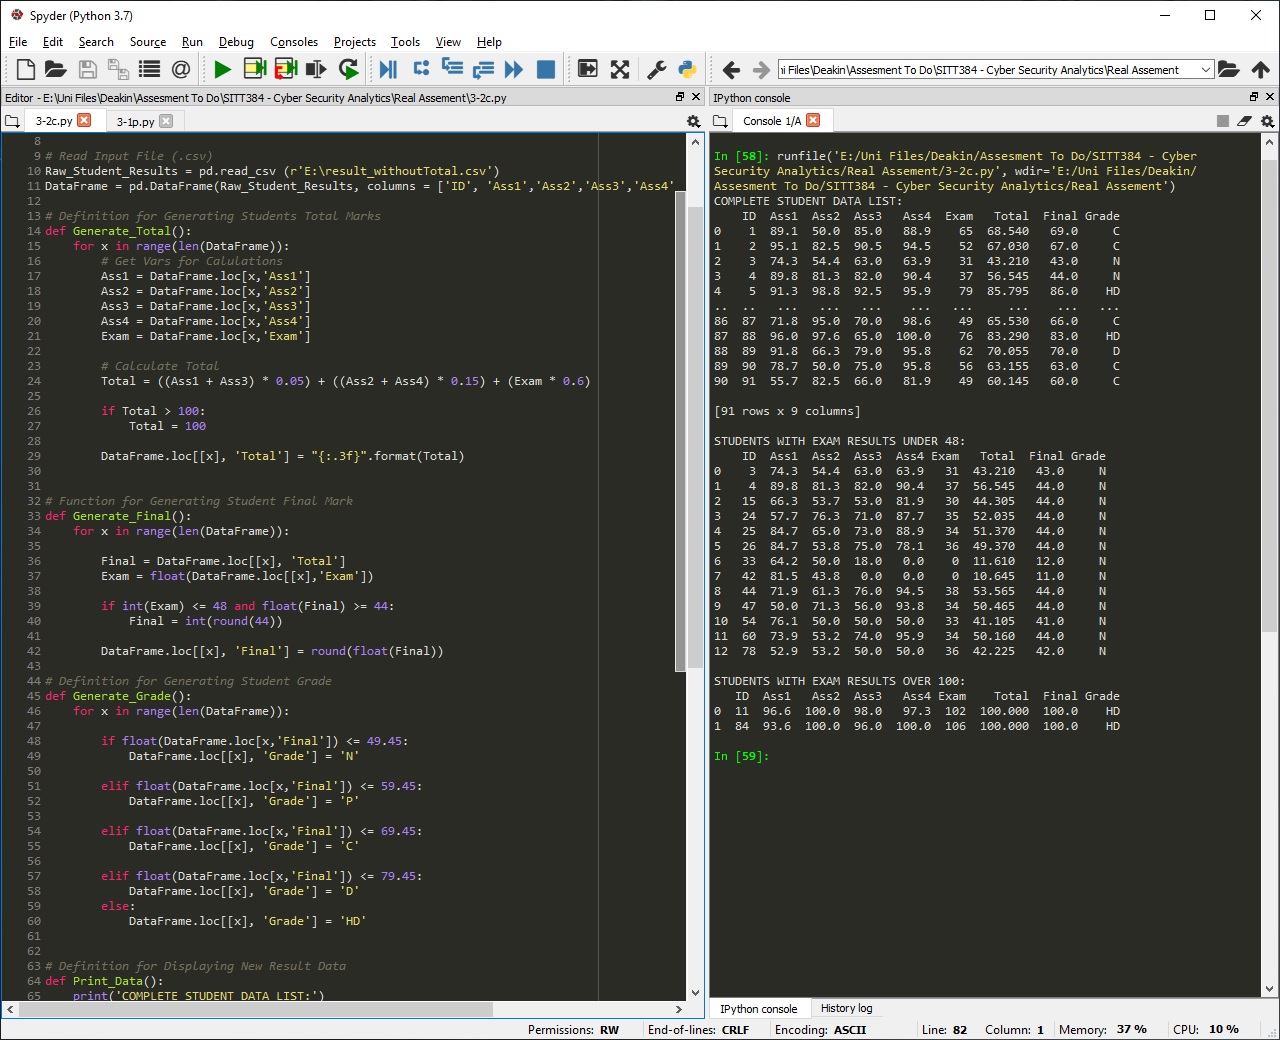 Spyder (Python 3.7)
File Edit Search Source Run Debug Consoles Projects Tools View Help
ni Files\Deakin\Assesment To Do\SITT384 - Cyber Security Analytics\Real Assement
Editor - E:\Uni Files\Deakin\Assesment To Do\SITT384 - Cyber Security Analytics\Real Assement\3-2c.py
3-2c.py 3-1p.py
8
9 # Read Input File (.csv)
10 Raw_Student_Results = pd.read_csv (r'E:\result_withoutTotal.csv')
11 DataFrame = pd.DataFrame(Raw_Student_Results, columns = ['ID', 'Ass1','Ass2','Ass3','Ass4'
12
13 # Definition for Generating Students Total Marks
14 def Generate_Total():
15     for x in range(len(DataFrame)):
16         # Get Vars for Calulations
17         Ass1 = DataFrame.loc[x,'Ass1']
18         Ass2 = DataFrame.loc[x,'Ass2']
19         Ass3 = DataFrame.loc[x,'Ass3']
20         Ass4 = DataFrame.loc[x,'Ass4']
21         Exam = DataFrame.loc[x,'Exam']
22
23         # Calculate Total
24         Total = ((Ass1 + Ass3) * 0.05) + ((Ass2 + Ass4) * 0.15) + (Exam * 0.6)
25
26         if Total > 100:
27             Total = 100
28
29         DataFrame.loc[[x], 'Total'] = "{:.3f}".format(Total)
30
31
32 # Function for Generating Student Final Mark
33 def Generate_Final():
34     for x in range(len(DataFrame)):
35
36         Final = DataFrame.loc[[x], 'Total']
37         Exam = float(DataFrame.loc[[x],'Exam'])
38
39         if int(Exam) <= 48 and float(Final) >= 44:
40             Final = int(round(44))
41
42         DataFrame.loc[[x], 'Final'] = round(float(Final))
43
44 # Definition for Generating Student Grade
45 def Generate_Grade():
46     for x in range(len(DataFrame)):
47
48         if float(DataFrame.loc[x,'Final']) <= 49.45:
49             DataFrame.loc[[x], 'Grade'] = 'N'
50
51         elif float(DataFrame.loc[x,'Final']) <= 59.45:
52             DataFrame.loc[[x], 'Grade'] = 'P'
53
54         elif float(DataFrame.loc[x,'Final']) <= 69.45:
55             DataFrame.loc[[x], 'Grade'] = 'C'
56
57         elif float(DataFrame.loc[x,'Final']) <= 79.45:
58             DataFrame.loc[[x], 'Grade'] = 'D'
59         else:
60             DataFrame.loc[[x], 'Grade'] = 'HD'
61
62
63 # Definition for Displaying New Result Data
64 def Print_Data():
65     print('COMPLETE STUDENT DATA LIST:')
IPython console
Console 1/A
In [58]: runfile('E:/Uni Files/Deakin/Assesment To Do/SITT384 - Cyber
Security Analytics/Real Assement/3-2c.py', wdir='E:/Uni Files/Deakin/
Assesment To Do/SITT384 - Cyber Security Analytics/Real Assement')
COMPLETE STUDENT DATA LIST:
ID Ass1 Ass2 Ass3 Ass4 Exam Total Final Grade
0 1 89.1 50.0 85.0 88.9 65 68.540 69.0 C
1 2 95.1 82.5 90.5 94.5 52 67.030 67.0 C
2 3 74.3 54.4 63.0 63.9 31 43.210 43.0 N
3 4 89.8 81.3 82.0 90.4 37 56.545 44.0 N
4 5 91.3 98.8 92.5 95.9 79 85.795 86.0 HD
.. .. ... ... ... ... ... ... ... ...
86 87 71.8 95.0 70.0 98.6 49 65.530 66.0 C
87 88 96.0 97.6 65.0 100.0 76 83.290 83.0 HD
88 89 91.8 66.3 79.0 95.8 62 70.055 70.0 D
89 90 78.7 50.0 75.0 95.8 56 63.155 63.0 C
90 91 55.7 82.5 66.0 81.9 49 60.145 60.0 C
[91 rows x 9 columns]
STUDENTS WITH EXAM RESULTS UNDER 48:
ID Ass1 Ass2 Ass3 Ass4 Exam Total Final Grade
0 3 74.3 54.4 63.0 63.9 31 43.210 43.0 N
1 4 89.8 81.3 82.0 90.4 37 56.545 44.0 N
2 15 66.3 53.7 53.0 81.9 30 44.305 44.0 N
3 24 57.7 76.3 71.0 87.7 35 52.035 44.0 N
4 25 84.7 65.0 73.0 88.9 34 51.370 44.0 N
5 26 84.7 53.8 75.0 78.1 36 49.370 44.0 N
6 33 64.2 50.0 18.0 0.0 0 11.610 12.0 N
7 42 81.5 43.8 0.0 0.0 0 10.645 11.0 N
8 44 71.9 61.3 76.0 94.5 38 53.565 44.0 N
9 47 50.0 71.3 56.0 93.8 34 50.465 44.0 N
10 54 76.1 50.0 50.0 50.0 33 41.105 41.0 N
11 60 73.9 53.2 74.0 95.9 34 50.160 44.0 N
12 78 52.9 53.2 50.0 50.0 36 42.225 42.0 N
STUDENTS WITH EXAM RESULTS OVER 100:
ID Ass1 Ass2 Ass3 Ass4 Exam Total Final Grade
0 11 96.6 100.0 98.0 97.3 102 100.000 100.0 HD
1 84 93.6 100.0 96.0 100.0 106 100.000 100.0 HD
In [59]:
IPython console History log
Permissions: RW End-of-lines: CRLF Encoding: ASCII Line: 82 Column: 1 Memory: 37 % CPU: 10 %